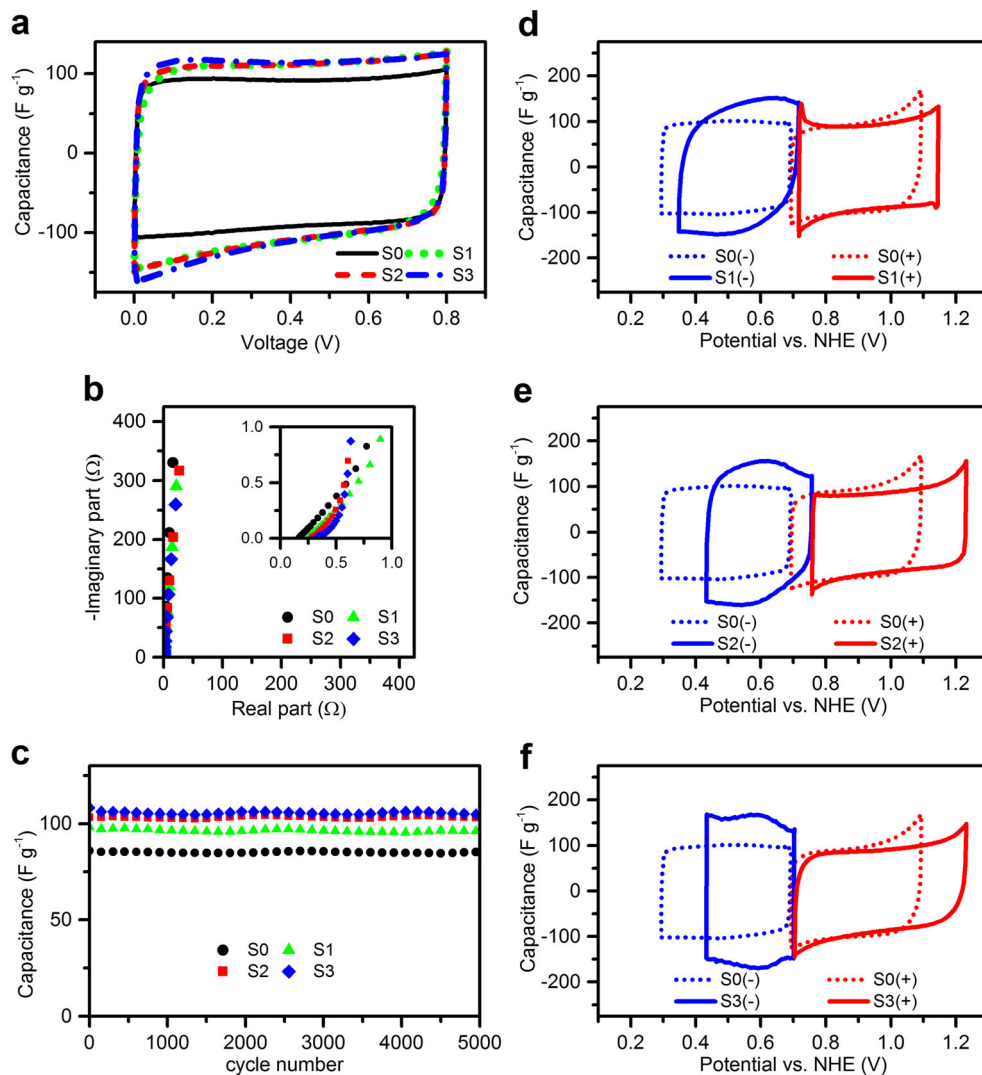 a
Capacitance (F g⁻¹)
100
0
-100
S0 S1
S2 S3
0.0 0.2 0.4 0.6 0.8
Voltage (V)
b
-Imaginary part (Ω)
400
300
200
100
0
1.0
0.5
0.0
0.0 0.5 1.0
S0 S1
S2 S3
0 100 200 300 400
Real part (Ω)
c
Capacitance (F g⁻¹)
100
50
0
S0 S1
S2 S3
0 1000 2000 3000 4000 5000
cycle number
d
Capacitance (F g⁻¹)
200
100
0
-100
-200
S0(-) S0(+)
S1(-) S1(+)
0.2 0.4 0.6 0.8 1.0 1.2
Potential vs. NHE (V)
e
Capacitance (F g⁻¹)
200
100
0
-100
-200
S0(-) S0(+)
S2(-) S2(+)
0.2 0.4 0.6 0.8 1.0 1.2
Potential vs. NHE (V)
f
Capacitance (F g⁻¹)
200
100
0
-100
-200
S0(-) S0(+)
S3(-) S3(+)
0.2 0.4 0.6 0.8 1.0 1.2
Potential vs. NHE (V)